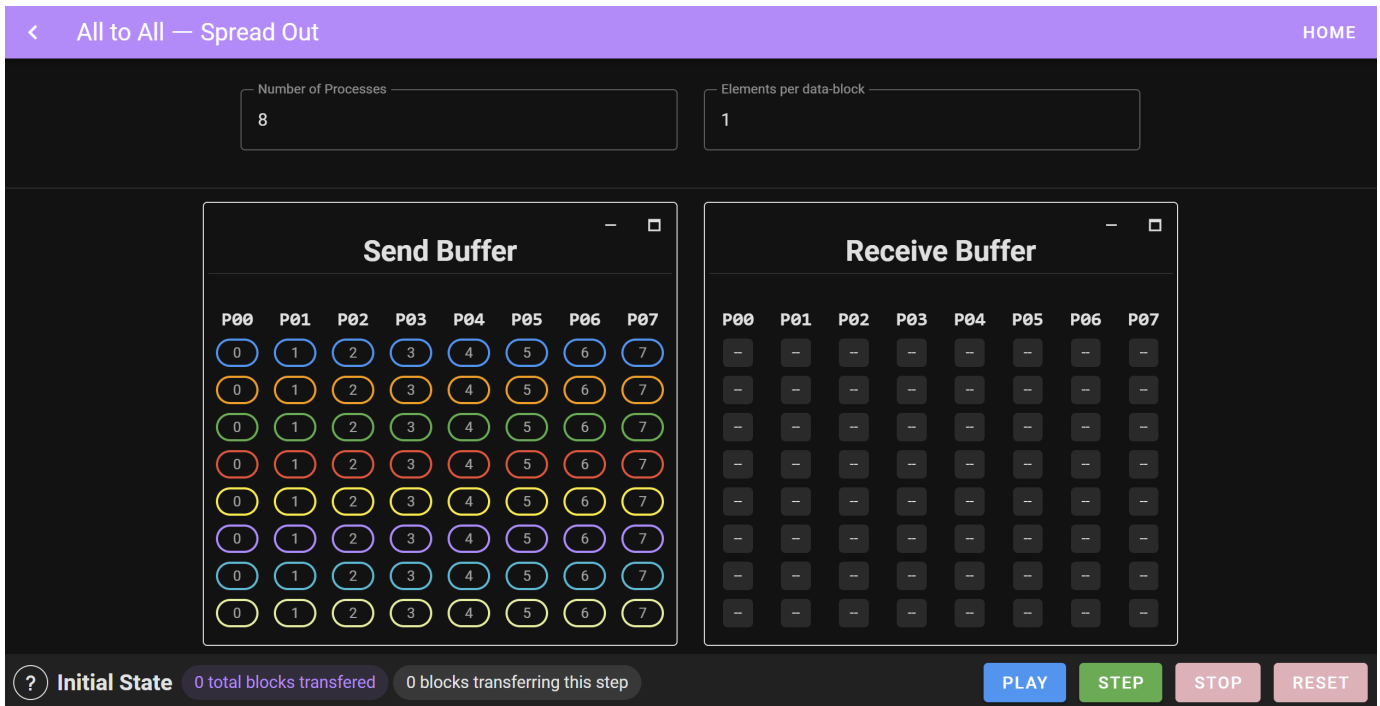 All to All — Spread Out HOME
Number of Processes Elements per data-block
8 1
Send Buffer Receive Buffer
P00 P01 P02 P03 P04 P05 P06 P07 P00 P01 P02 P03 P04 P05 P06 P07
0 1 2 3 4 5 6 7 -- -- -- -- -- -- -- --
0 1 2 3 4 5 6 7 -- -- -- -- -- -- -- --
0 1 2 3 4 5 6 7 -- -- -- -- -- -- -- --
0 1 2 3 4 5 6 7 -- -- -- -- -- -- -- --
0 1 2 3 4 5 6 7 -- -- -- -- -- -- -- --
0 1 2 3 4 5 6 7 -- -- -- -- -- -- -- --
0 1 2 3 4 5 6 7 -- -- -- -- -- -- -- --
0 1 2 3 4 5 6 7 -- -- -- -- -- -- -- --
? Initial State 0 total blocks transfered 0 blocks transferring this step PLAY STEP STOP RESET